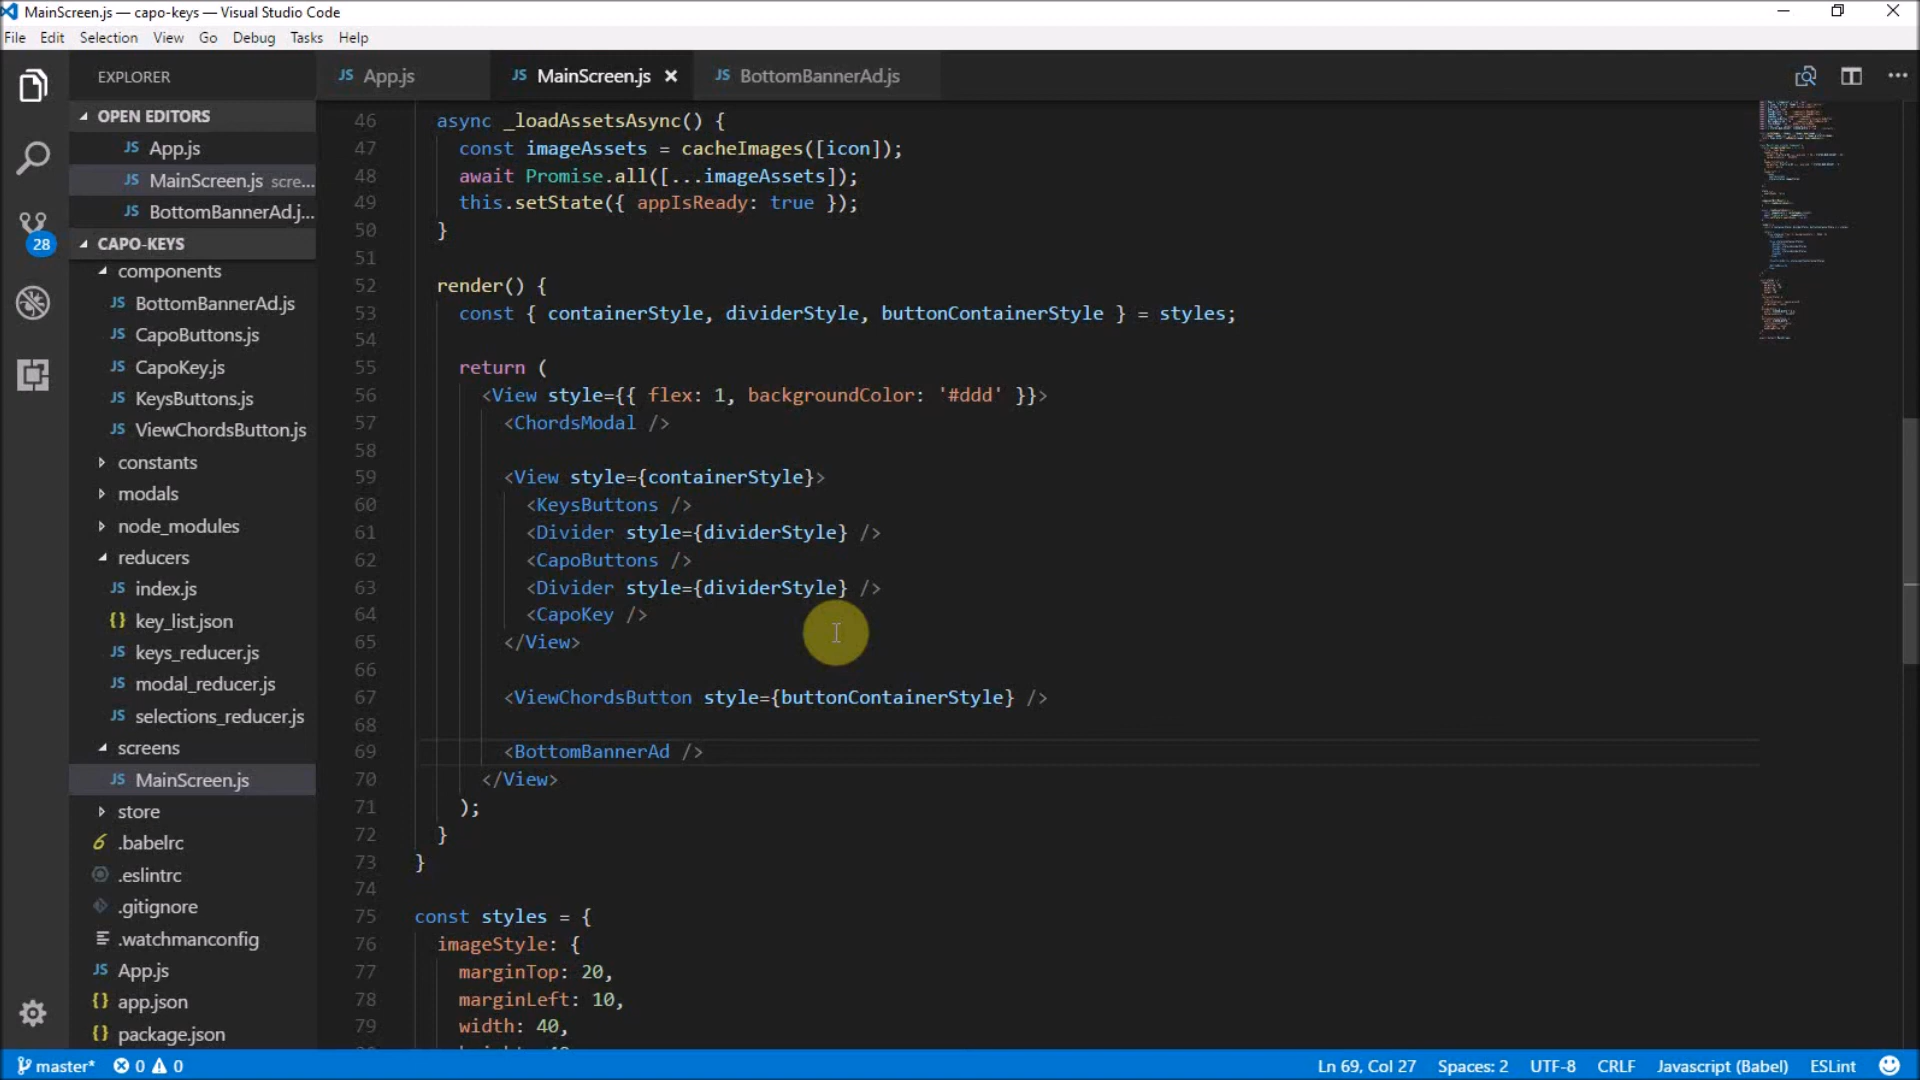 MainScreen.js — capo-keys — Visual Studio Code
File Edit Selection View Go Debug Tasks Help
EXPLORER
OPEN EDITORS
JS App.js
JS MainScreen.js scre...
JS BottomBannerAd.j...
28
CAPO-KEYS
components
JS BottomBannerAd.js
JS CapoButtons.js
JS CapoKey.js
JS KeysButtons.js
JS ViewChordsButton.js
constants
modals
node_modules
reducers
JS index.js
{} key_list.json
JS keys_reducer.js
JS modal_reducer.js
JS selections_reducer.js
screens
JS MainScreen.js
store
6 .babelrc
.eslintrc
.gitignore
.watchmanconfig
JS App.js
{} app.json
{} package.json
JS App.js JS MainScreen.js × JS BottomBannerAd.js
46 async _loadAssetsAsync() {
47 const imageAssets = cacheImages([icon]);
48 await Promise.all([...imageAssets]);
49 this.setState({ appIsReady: true });
50 }
51
52 render() {
53 const { containerStyle, dividerStyle, buttonContainerStyle } = styles;
54
55 return (
56 <View style={{ flex: 1, backgroundColor: '#ddd' }}>
57 <ChordsModal />
58
59 <View style={containerStyle}>
60 <KeysButtons />
61 <Divider style={dividerStyle} />
62 <CapoButtons />
63 <Divider style={dividerStyle} />
64 <CapoKey />
65 </View>
66
67 <ViewChordsButton style={buttonContainerStyle} />
68
69 <BottomBannerAd />
70 </View>
71 );
72 }
73 }
74
75 const styles = {
76 imageStyle: {
77 marginTop: 20,
78 marginLeft: 10,
79 width: 40,
master* 0 0 Ln 69, Col 27 Spaces: 2 UTF-8 CRLF Javascript (Babel) ESLint